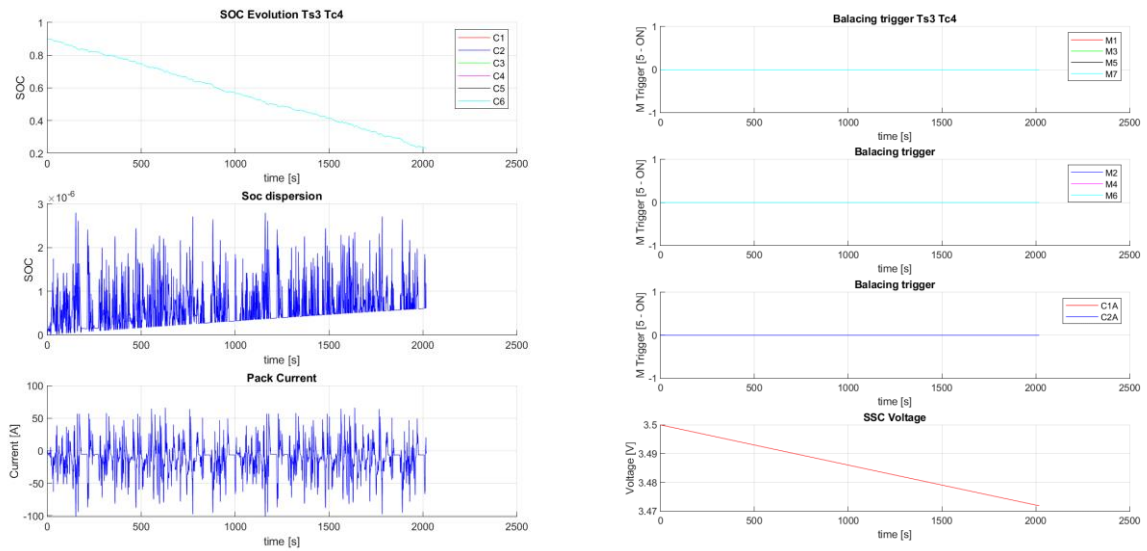 SOC Evolution Ts3 Tc4
1
0.8
0.6
0.4
0.2
SOC
C1
C2
C3
C4
C5
C6
0 500 1000 1500 2000 2500
time [s]
Soc dispersion
×10-6
3
2
1
0
SOC
0 500 1000 1500 2000 2500
time [s]
Pack Current
100
50
0
-50
-100
Current [A]
0 500 1000 1500 2000 2500
time [s]
Balacing trigger Ts3 Tc4
1
0
-1
M Trigger [5 - ON]
M1
M3
M5
M7
0 500 1000 1500 2000 2500
time [s]
Balacing trigger
1
0
-1
M Trigger [5 - ON]
M2
M4
M6
0 500 1000 1500 2000 2500
time [s]
Balacing trigger
1
0
-1
M Trigger [5 - ON]
C1A
C2A
0 500 1000 1500 2000 2500
time [s]
SSC Voltage
3.5
3.49
3.48
3.47
Voltage [V]
0 500 1000 1500 2000 2500
time [s]